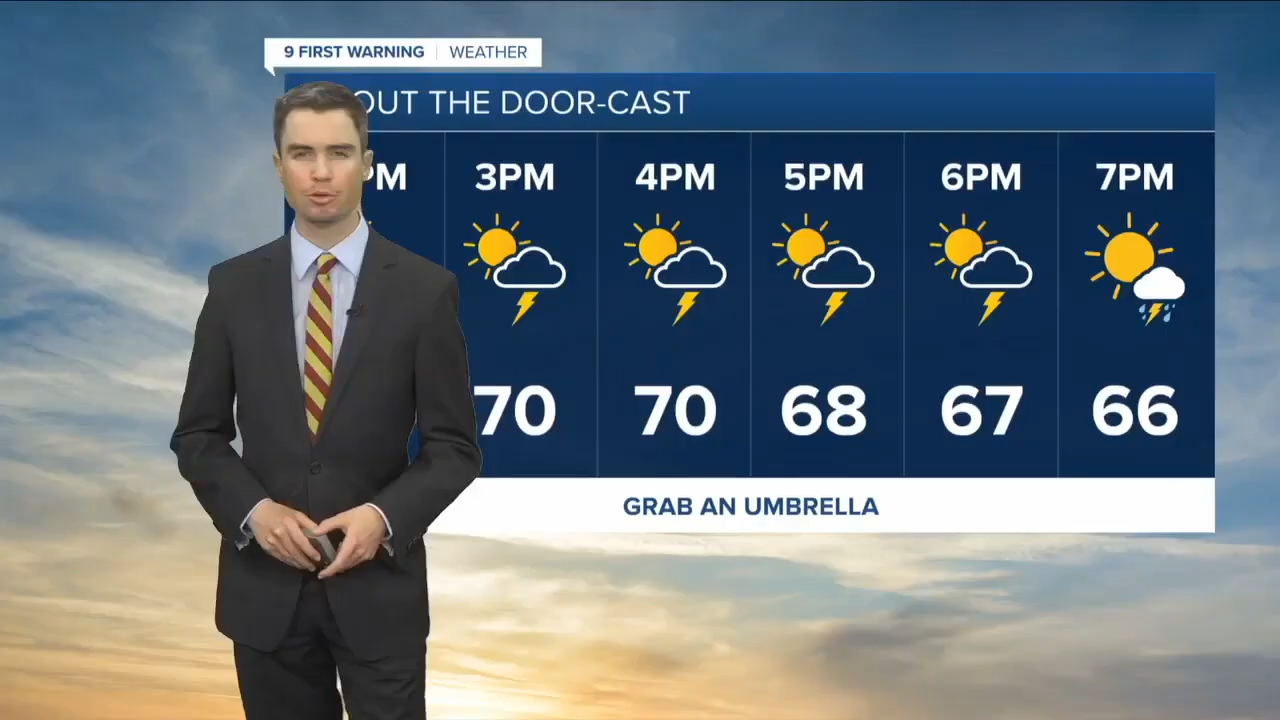 9 FIRST WARNING | WEATHER
OUT THE DOOR-CAST
PM 3PM 4PM 5PM 6PM 7PM
70 70 68 67 66
GRAB AN UMBRELLA